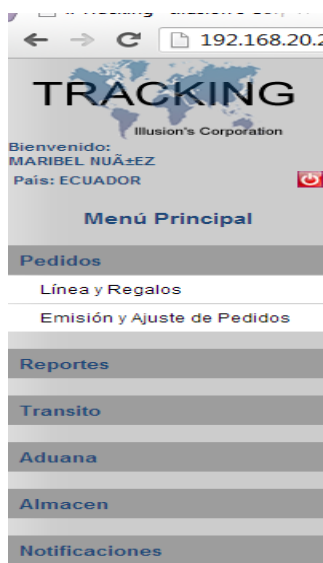 192.168.20.2
TRACKING
Illusion's Corporation
Bienvenido:
MARIBEL NUÃ±EZ
País: ECUADOR
Menú Principal
Pedidos
Línea y Regalos
Emisión y Ajuste de Pedidos
Reportes
Transito
Aduana
Almacen
Notificaciones